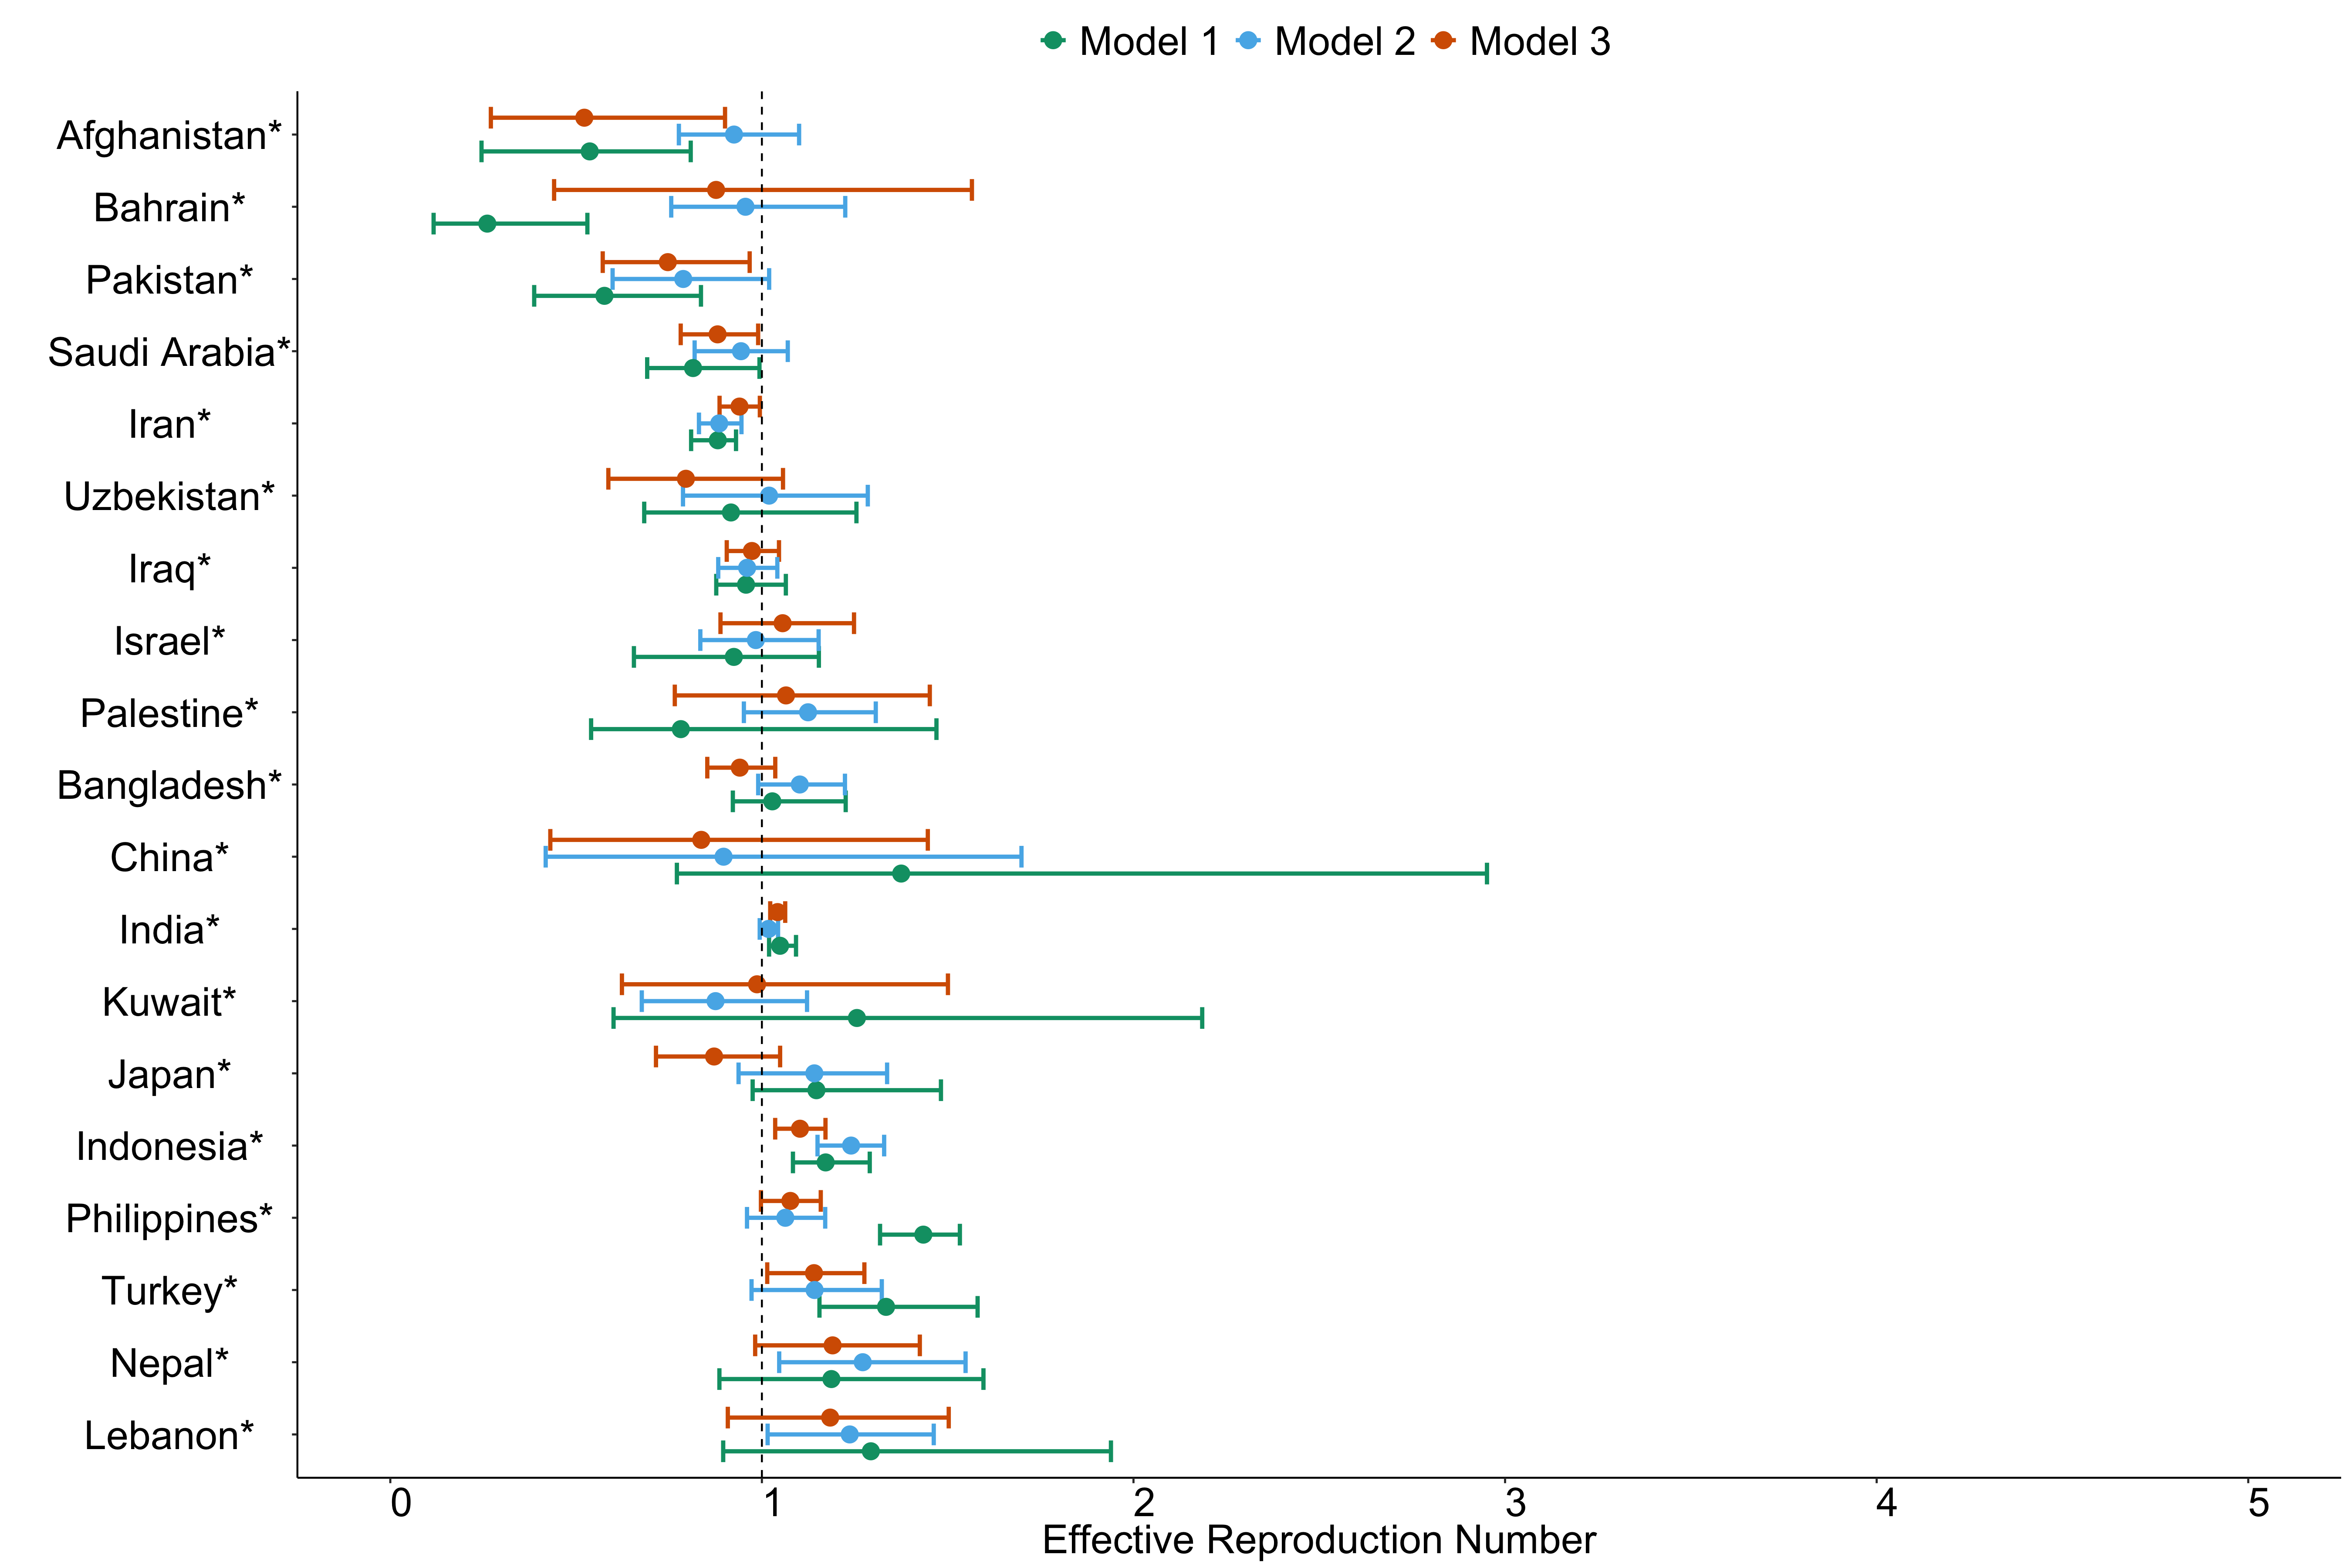 Model 1 Model 2 Model 3
Afghanistan*
Bahrain*
Pakistan*
Saudi Arabia*
Iran*
Uzbekistan*
Iraq*
Israel*
Palestine*
Bangladesh*
China*
India*
Kuwait*
Japan*
Indonesia*
Philippines*
Turkey*
Nepal*
Lebanon*
0 1 2 3 4 5
Effective Reproduction Number